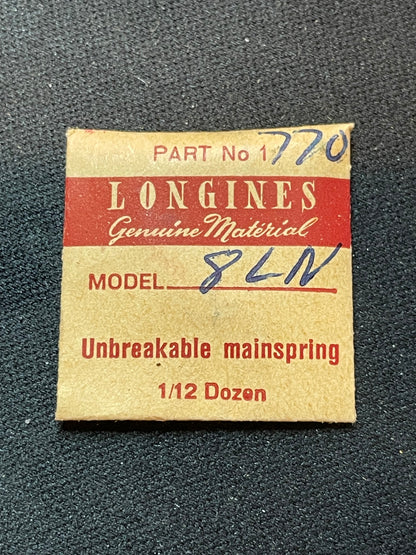 PART No 1770
LONGINES
Genuine Material
MODEL 8LN
Unbreakable mainspring
1/12 Dozen